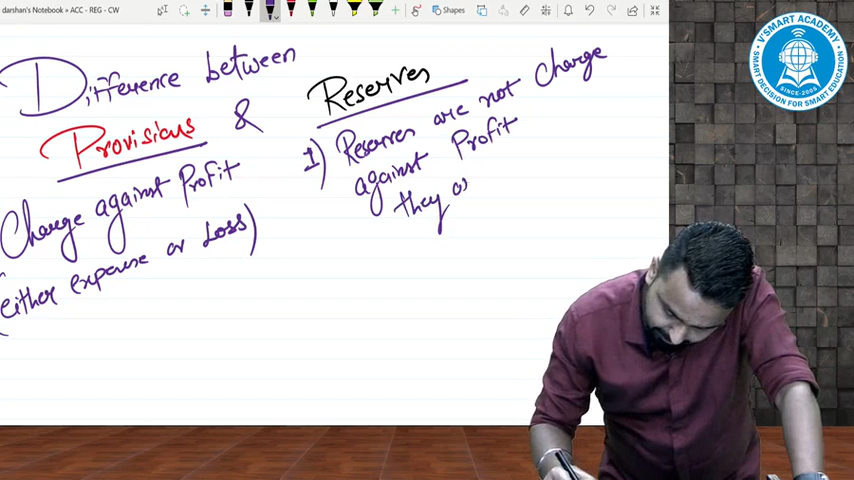 darshan's Notebook » ACC - REG - CW
Shapes
V'SMART ACADEMY
SMART DECISION FOR SMART EDUCATION
SINCE-2005
Difference between
Provisions & Reserves
Charge against Profit
(either expense or Loss)
1) Reserves are not Charge
against Profit
they a